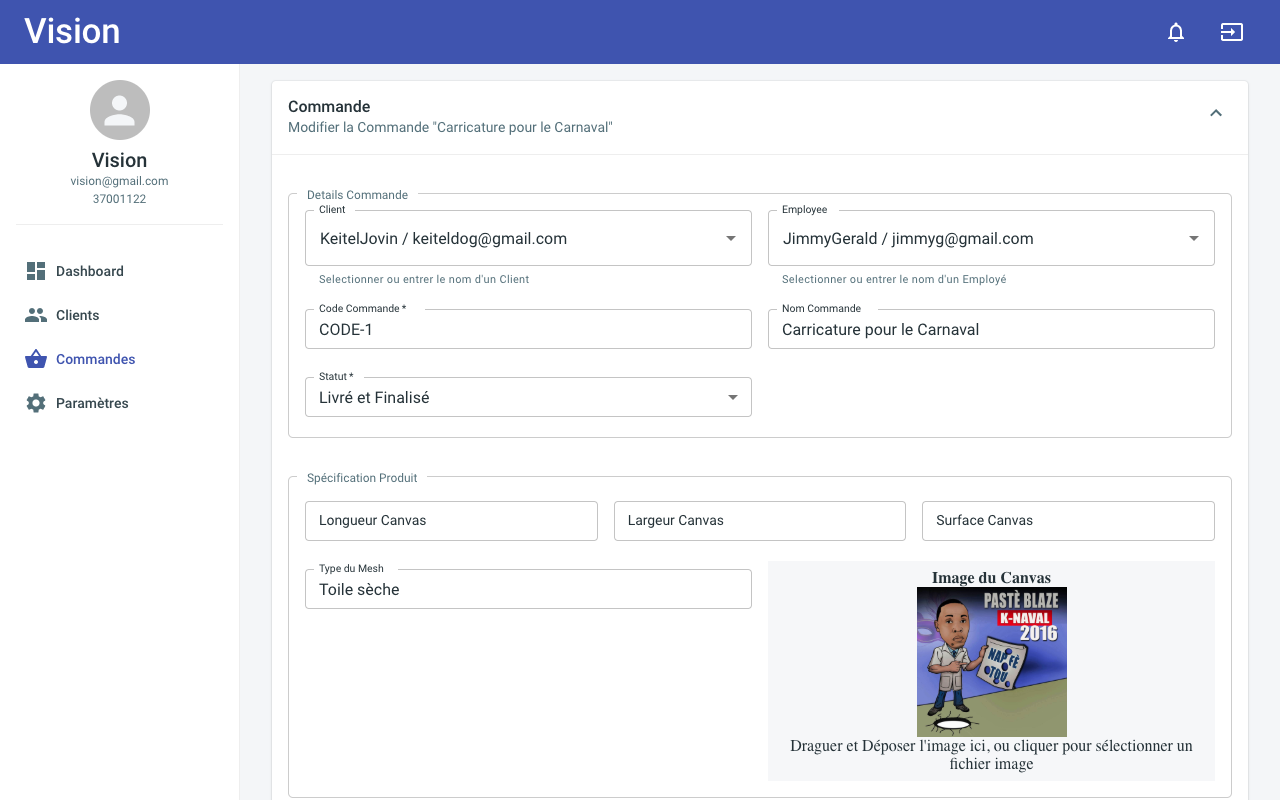 Vision
Vision
vision@gmail.com
37001122
Dashboard
Clients
Commandes
Paramètres
Commande
Modifier la Commande "Carricature pour le Carnaval"
Details Commande
Client
KeitelJovin / keiteldog@gmail.com
Selectionner ou entrer le nom d'un Client
Employee
JimmyGerald / jimmyg@gmail.com
Selectionner ou entrer le nom d'un Employé
Code Commande *
CODE-1
Nom Commande
Carricature pour le Carnaval
Statut *
Livré et Finalisé
Spécification Produit
Longueur Canvas
Largeur Canvas
Surface Canvas
Type du Mesh
Toile sèche
Image du Canvas
PASTÈ BLAZE
K-NAVAL
2016
NAP FÈ
TOU
Draguer et Déposer l'image ici, ou cliquer pour sélectionner un
fichier image